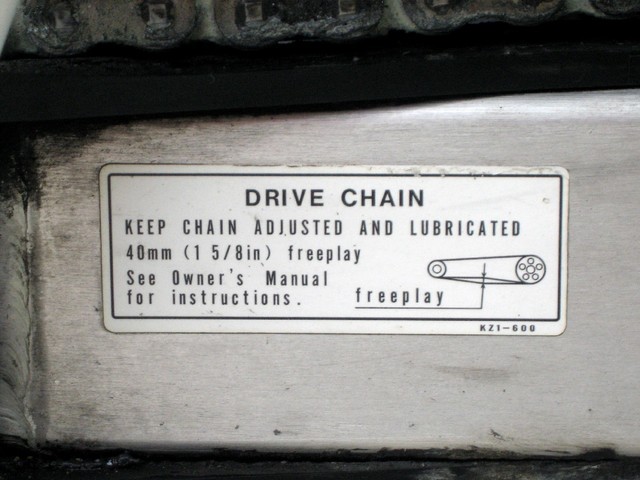 DRIVE CHAIN
KEEP CHAIN ADJUSTED AND LUBRICATED
40mm (1 5/8in) freeplay
See Owner's Manual
for instructions.
freeplay
KZ1-600